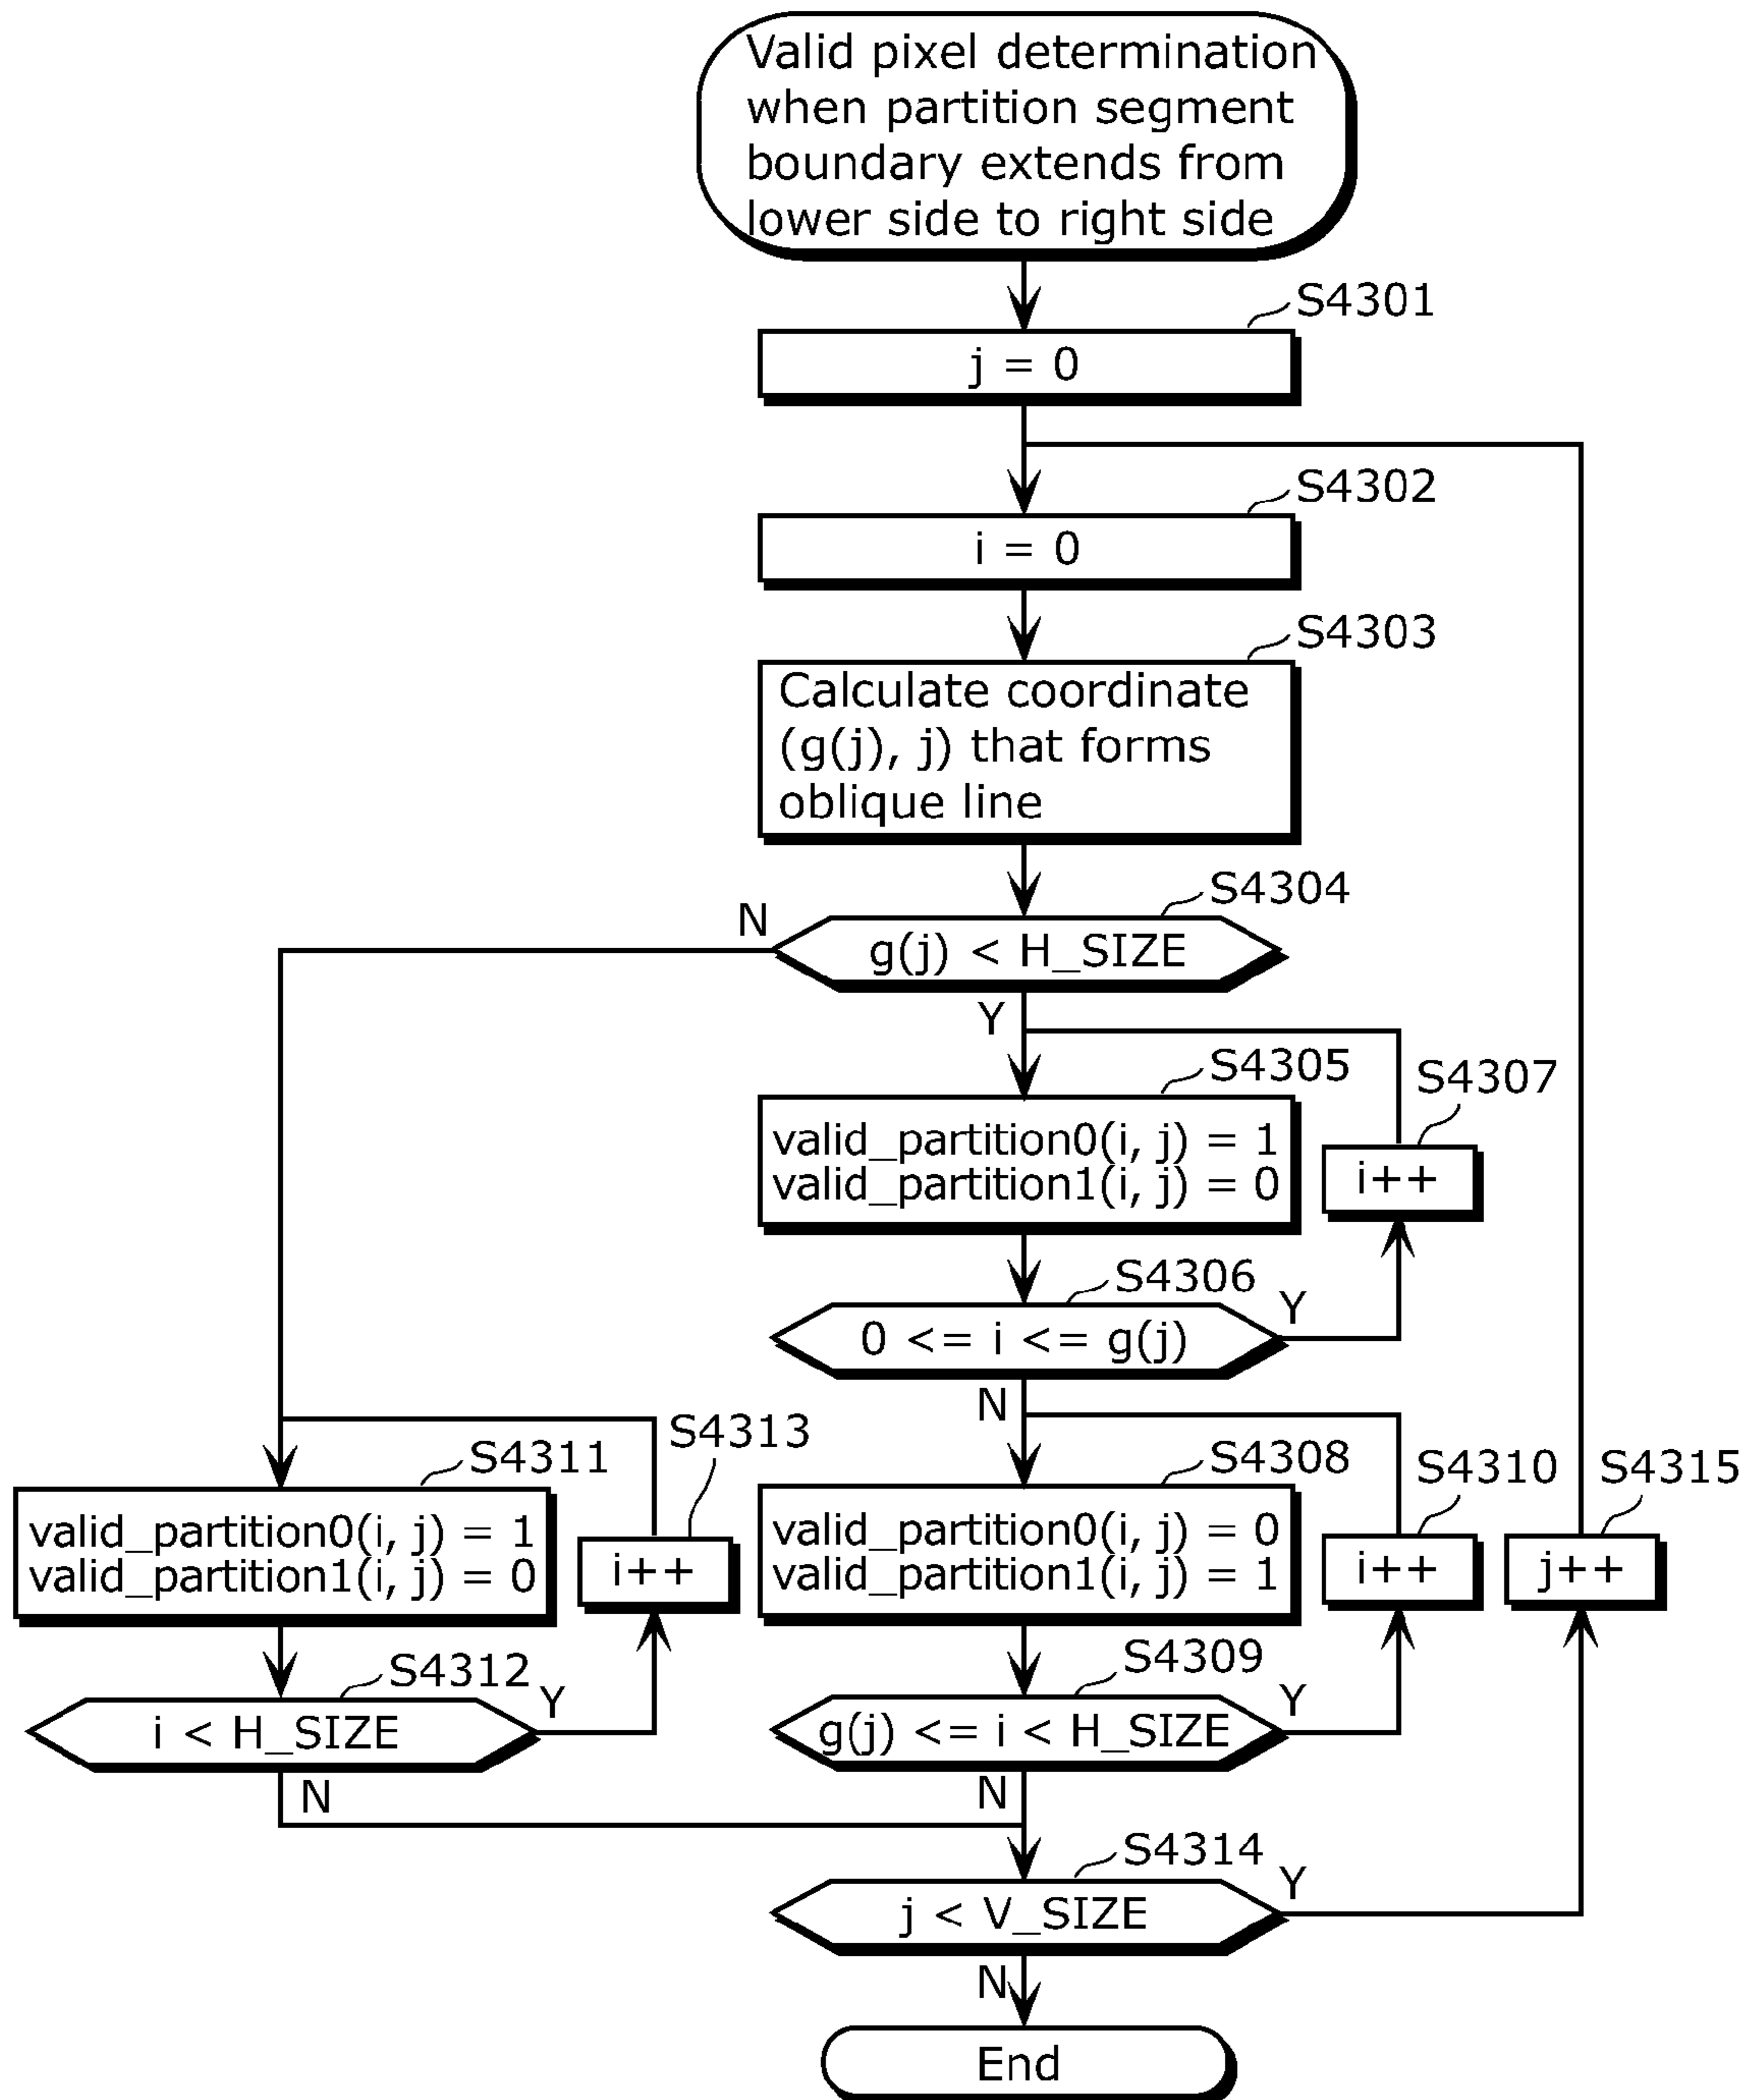 Valid pixel determination
when partition segment
boundary extends from
lower side to right side
S4301
j = 0
S4302
i = 0
S4303
Calculate coordinate
(g(j), j) that forms
oblique line
S4304
N
g(j) < H_SIZE
Y
S4305
S4307
valid_partition0(i, j) = 1
valid_partition1(i, j) = 0
i++
S4306
0 <= i <= g(j)
Y
N
S4313
S4311
S4308
S4310
S4315
valid_partition0(i, j) = 1
valid_partition1(i, j) = 0
i++
valid_partition0(i, j) = 0
valid_partition1(i, j) = 1
i++
j++
S4312
i < H_SIZE
Y
N
S4309
g(j) <= i < H_SIZE
Y
N
S4314
j < V_SIZE
Y
N
End